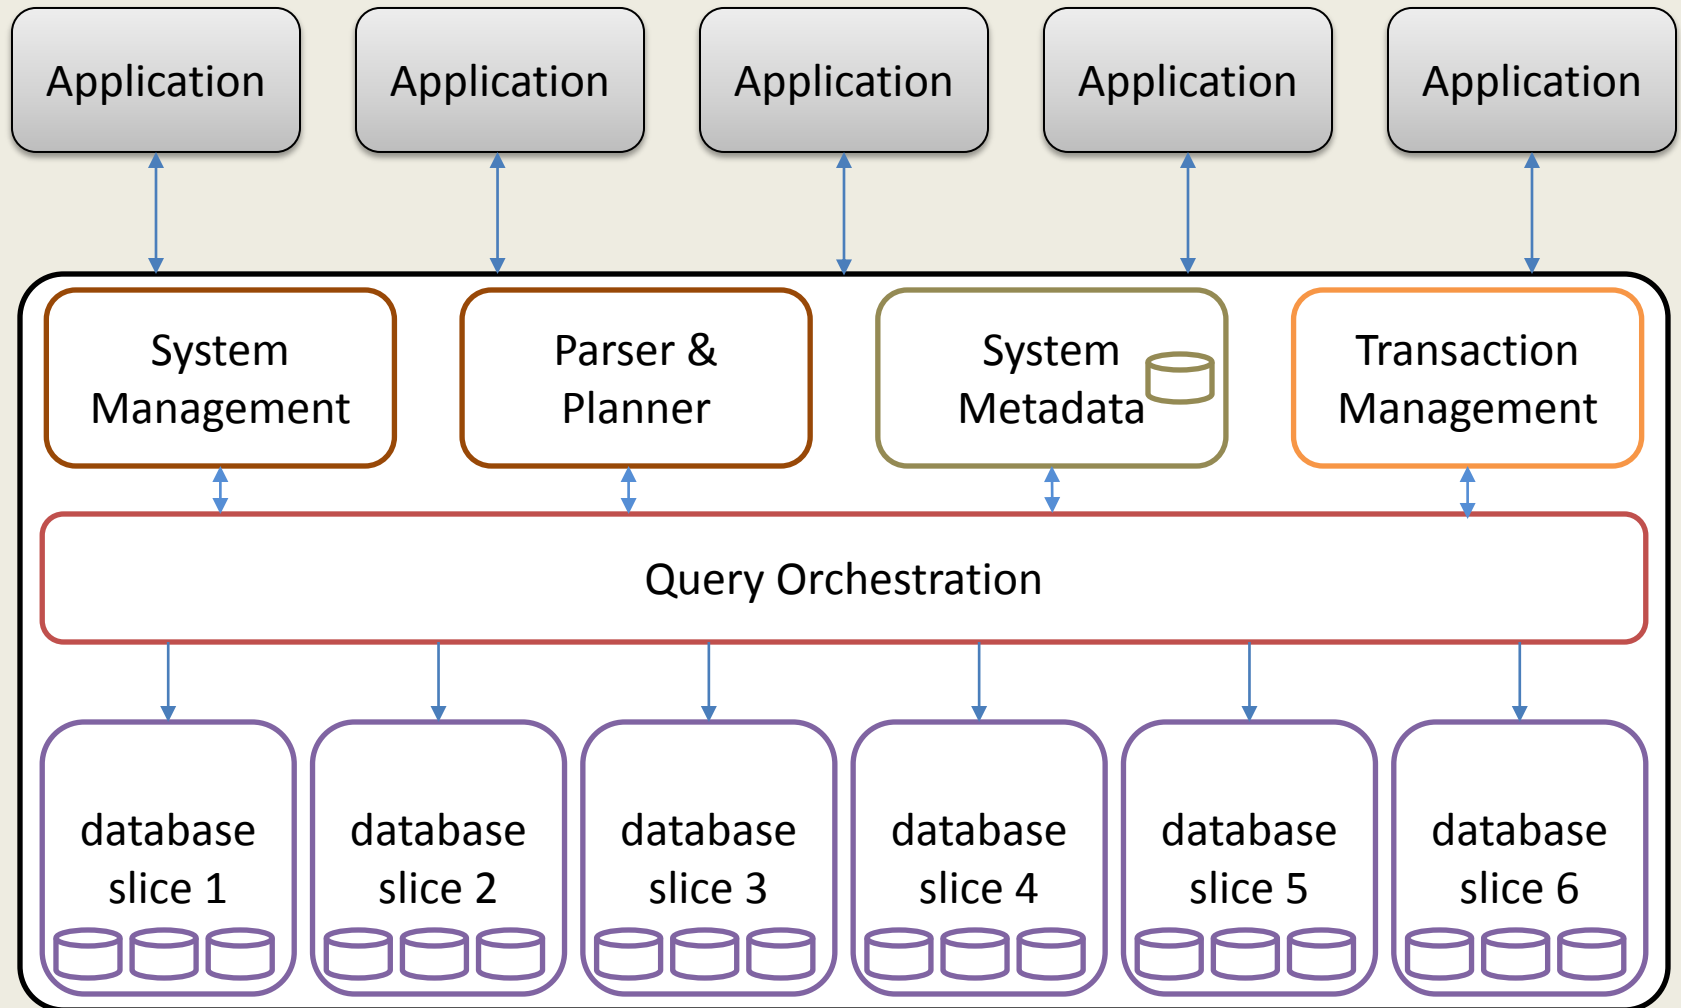 Application
Application
Application
Application
Application
System
Management
Parser &
Planner
System
Metadata
Transaction
Management
Query Orchestration
database
slice 1
database
slice 2
database
slice 3
database
slice 4
database
slice 5
database
slice 6